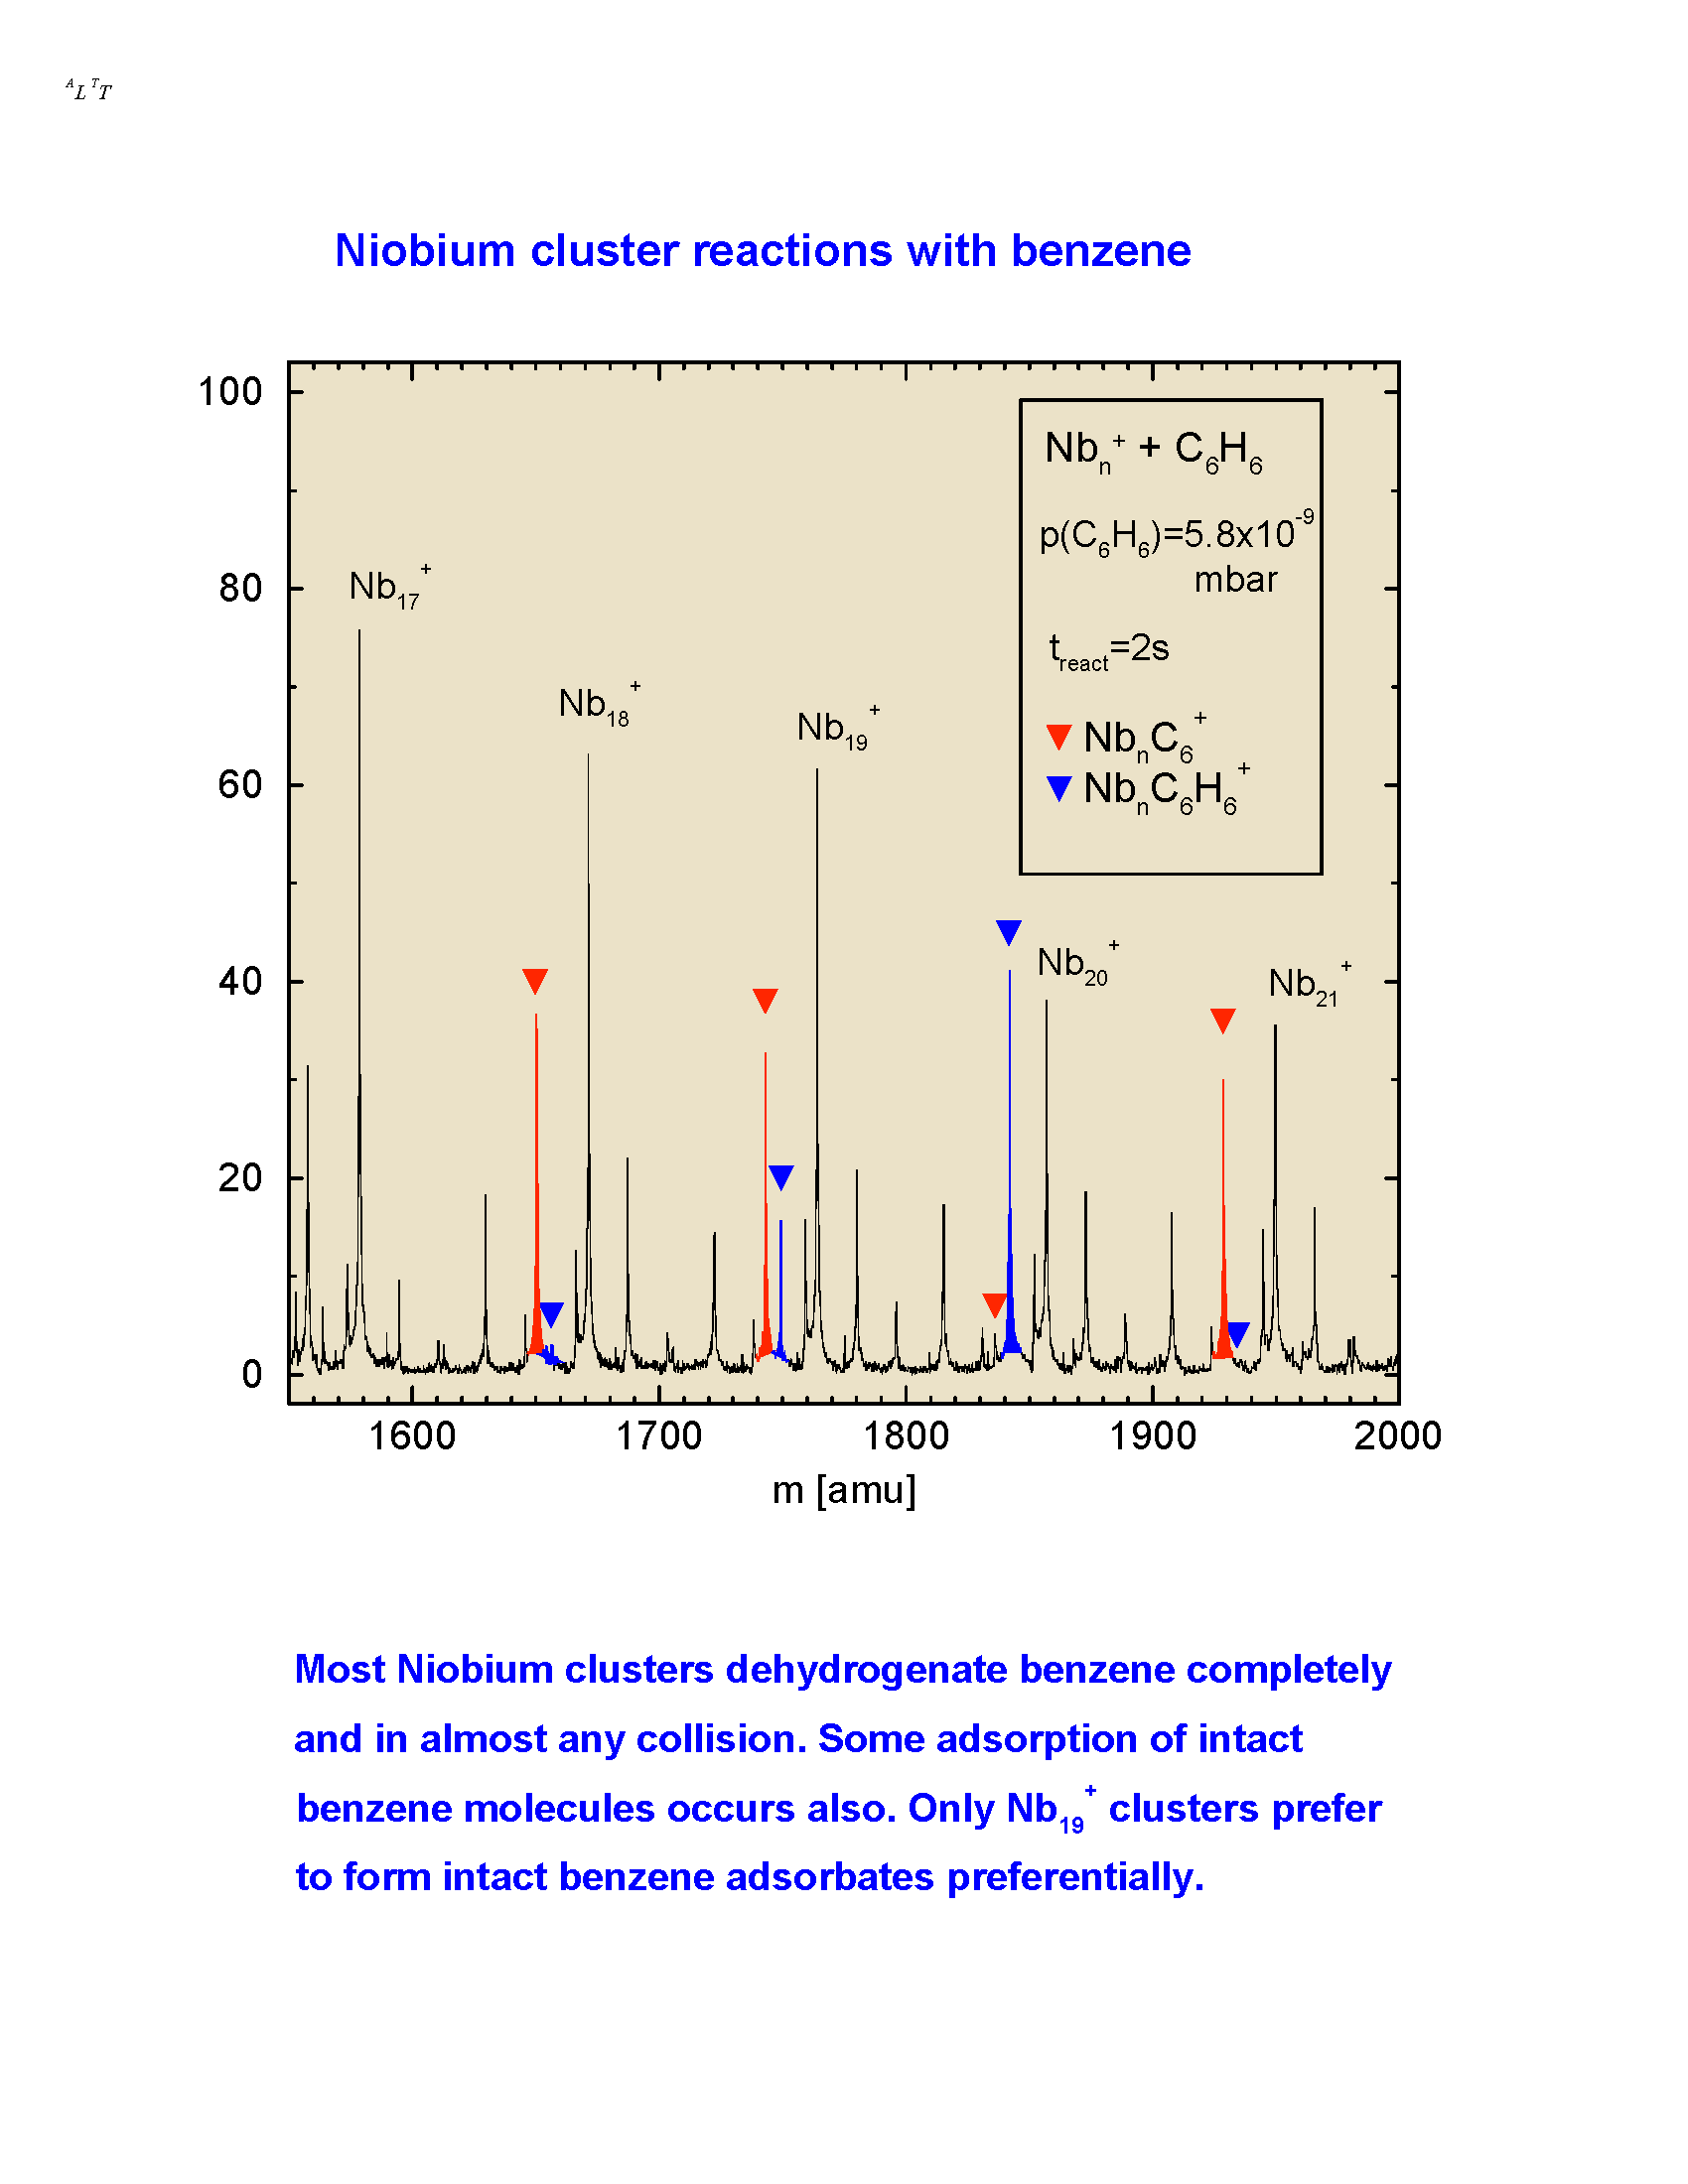 ALTT
Niobium cluster reactions with benzene
100
80
60
40
20
0
Nb17+
Nb18+
Nb19+
Nb20+
Nb21+
Nbn+ + C6H6
p(C6H6)=5.8x10-9
mbar
treact=2s
NbnC6+
NbnC6H6+
1600 1700 1800 1900 2000
m [amu]
Most Niobium clusters dehydrogenate benzene completely
and in almost any collision. Some adsorption of intact
benzene molecules occurs also. Only Nb19+ clusters prefer
to form intact benzene adsorbates preferentially.